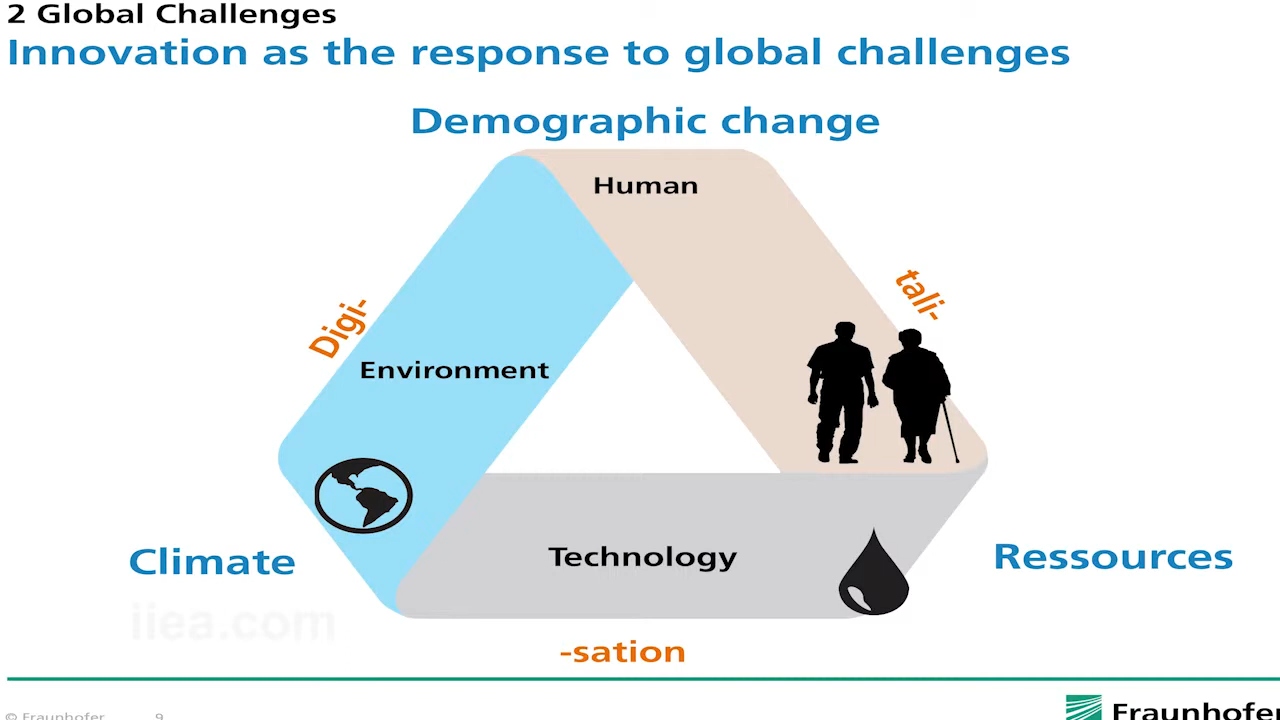 2 Global Challenges
Innovation as the response to global challenges
Demographic change
Human
Digi-
tali-
Environment
Climate
Technology
Ressources
iiea.com
-sation
© Fraunhofer 9
Fraunhofer